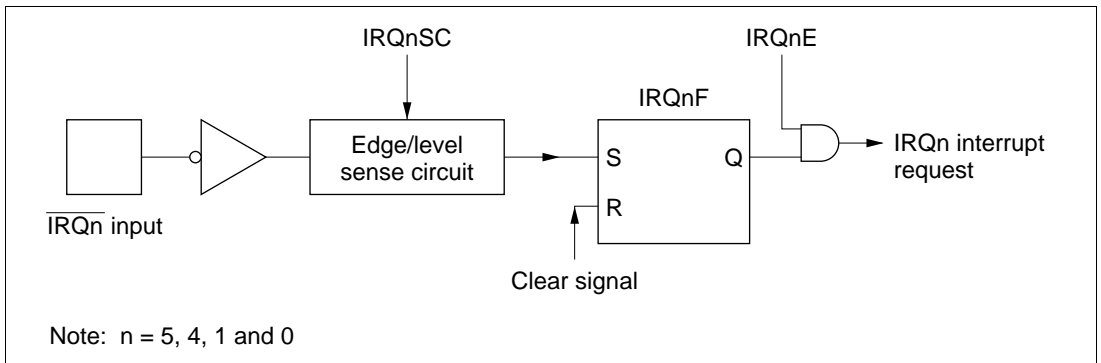 IRQnSC
IRQnE
IRQnF
Edge/level
sense circuit
S
Q
IRQn interrupt
request
R
IRQn input
Clear signal
Note: n = 5, 4, 1 and 0